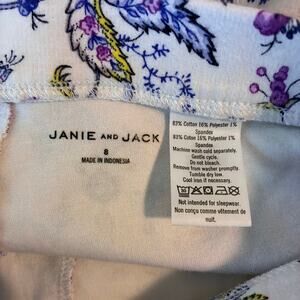 JANIE AND JACK
8
MADE IN INDONESIA
83% Cotton 16% Polyester 1%
Spandex
83% Cotton 16% Polyester 1%
Spandex
Machine wash cold separately.
Gentle cycle.
Do not bleach.
Remove from washer promptly.
Tumble dry low.
Cool iron if necessary.
Not intended for sleepwear.
Non conçu comme vêtement de
nuit.